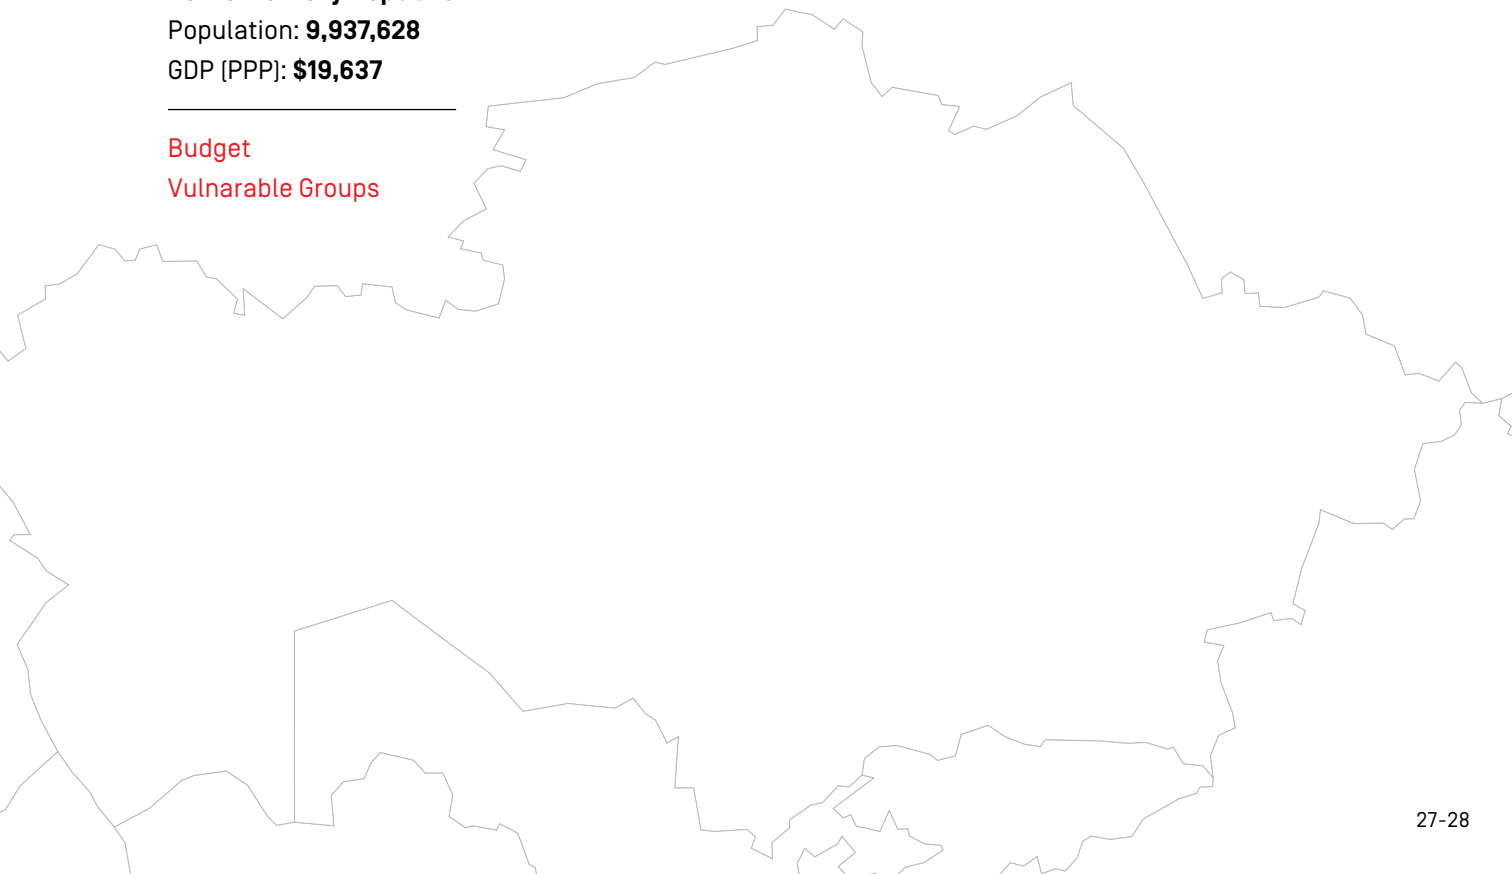 Population: 9,937,628
GDP (PPP): $19,637
Budget
Vulnarable Groups
27-28